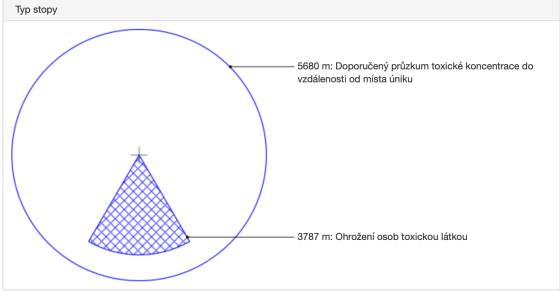 Typ stopy
5680 m: Doporučený průzkum toxické koncentrace do
vzdálenosti od místa úniku
3787 m: Ohrožení osob toxickou látkou